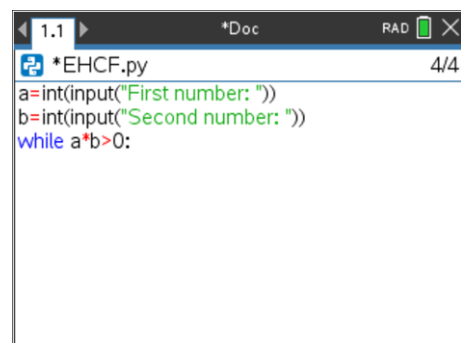 1.1 *Doc RAD
*EHCF.py 4/4
a=int(input("First number: "))
b=int(input("Second number: "))
while a*b>0: